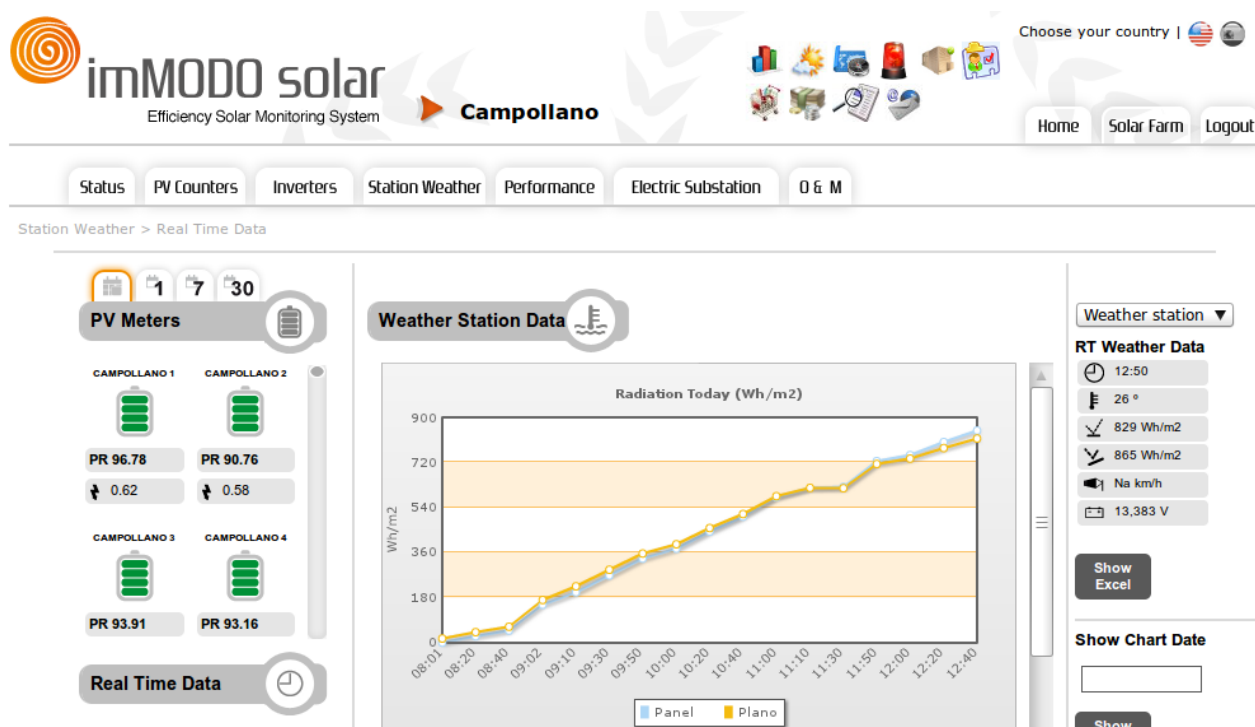 Choose your country |
imMODO solar
Efficiency Solar Monitoring System
Campollano
Home Solar Farm Logout
Status PV Counters Inverters Station Weather Performance Electric Substation O & M
Station Weather > Real Time Data
1 7 30
PV Meters
CAMPOLLANO 1 CAMPOLLANO 2
PR 96.78 PR 90.76
0.62 0.58
CAMPOLLANO 3 CAMPOLLANO 4
PR 93.91 PR 93.16
Real Time Data
Weather Station Data
Radiation Today (Wh/m2)
Wh/m2
900
720
540
360
180
0
08:01 08:20 08:40 09:02 09:10 09:30 09:50 10:00 10:20 10:40 11:00 11:10 11:30 11:50 12:00 12:20 12:40
Panel Plano
Weather station ▼
RT Weather Data
12:50
26 º
829 Wh/m2
865 Wh/m2
Na km/h
13,383 V
Show
Excel
Show Chart Date
Show